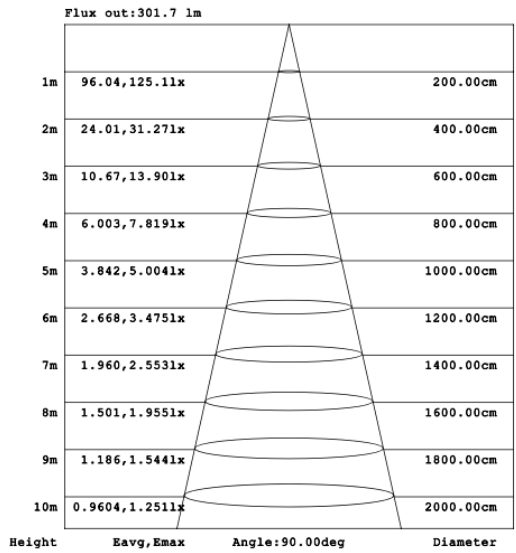 Flux out:301.7 lm
1m 96.04,125.1lx 200.00cm
2m 24.01,31.27lx 400.00cm
3m 10.67,13.90lx 600.00cm
4m 6.003,7.819lx 800.00cm
5m 3.842,5.004lx 1000.00cm
6m 2.668,3.475lx 1200.00cm
7m 1.960,2.553lx 1400.00cm
8m 1.501,1.955lx 1600.00cm
9m 1.186,1.544lx 1800.00cm
10m 0.9604,1.251lx 2000.00cm
Height Eavg,Emax Angle:90.00deg Diameter